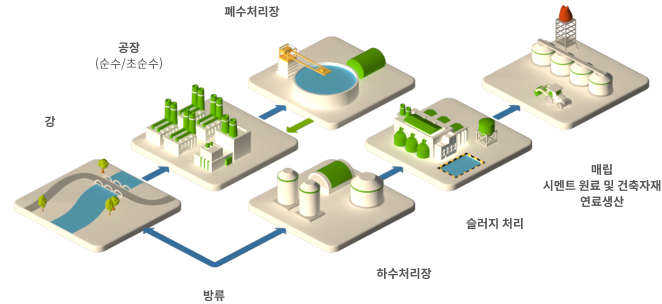 폐수처리장
공장
(순수/초순수)
강
매립
시멘트 원료 및 건축자재
연료생산
슬러지 처리
하수처리장
방류